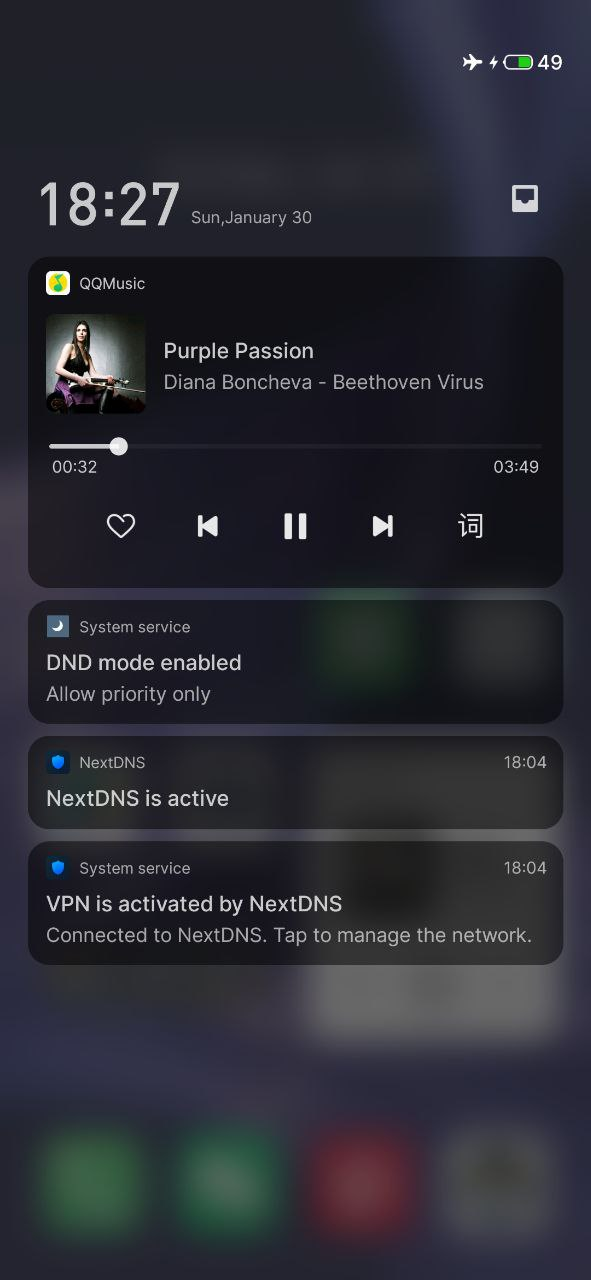 49
18:27
Sun,January 30
QQMusic
Purple Passion
Diana Boncheva - Beethoven Virus
00:32
03:49
词
System service
DND mode enabled
Allow priority only
NextDNS
18:04
NextDNS is active
System service
18:04
VPN is activated by NextDNS
Connected to NextDNS. Tap to manage the network.